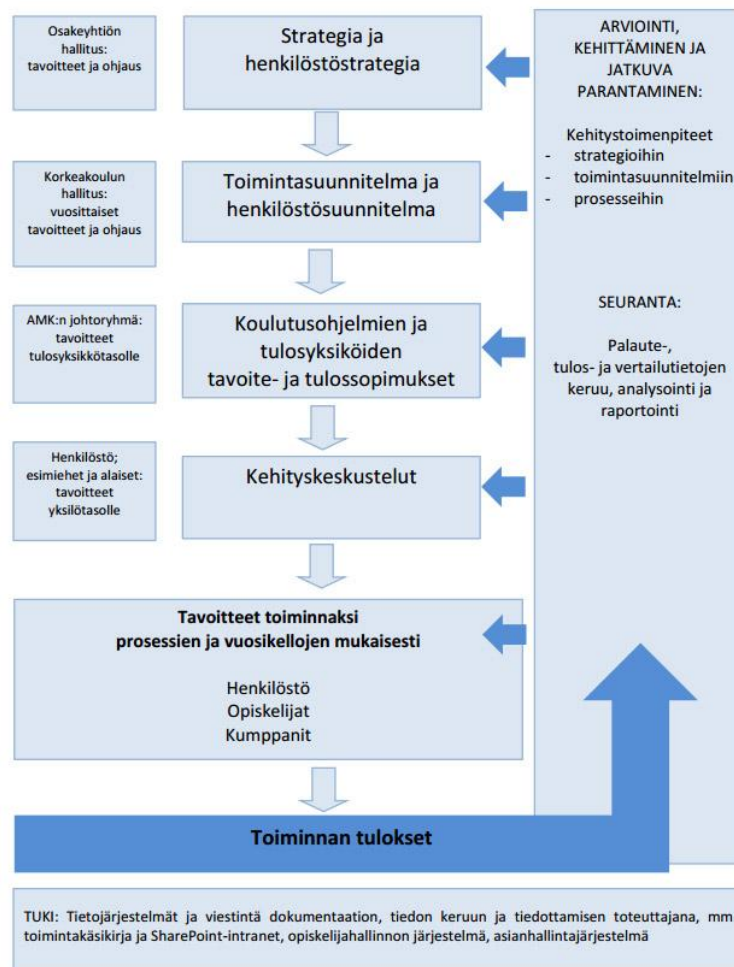 Osakeyhtiön
hallitus:
tavoitteet ja ohjaus
Strategia ja
henkilöstöstrategia
ARVIOINTI,
KEHITTÄMINEN JA
JATKUVA
PARANTAMINEN:
Kehitystoimenpiteet
- strategioihin
- toimintasuunnitelmiin
- prosesseihin
Korkeakoulun
hallitus:
vuosittaiset
tavoitteet ja ohjaus
Toimintasuunnitelma ja
henkilöstösuunnitelma
AMK:n johtoryhmä:
tavoitteet
tulosyksikkötasolle
Koulutusohjelmien ja
tulosyksiköiden
tavoite- ja tulossopimukset
SEURANTA:
Palaute-,
tulos- ja vertailutietojen
keruu, analysointi ja
raportointi
Henkilöstö;
esimiehet ja alaiset:
tavoitteet
yksilötasolle
Kehityskeskustelut
Tavoitteet toiminnaksi
prosessien ja vuosikellojen mukaisesti
Henkilöstö
Opiskelijat
Kumppanit
Toiminnan tulokset
TUKI: Tietojärjestelmät ja viestintä dokumentaation, tiedon keruun ja tiedottamisen toteuttajana, mm
toimintakäsikirja ja SharePoint-intranet, opiskelijahallinnon järjestelmä, asianhallintajärjestelmä